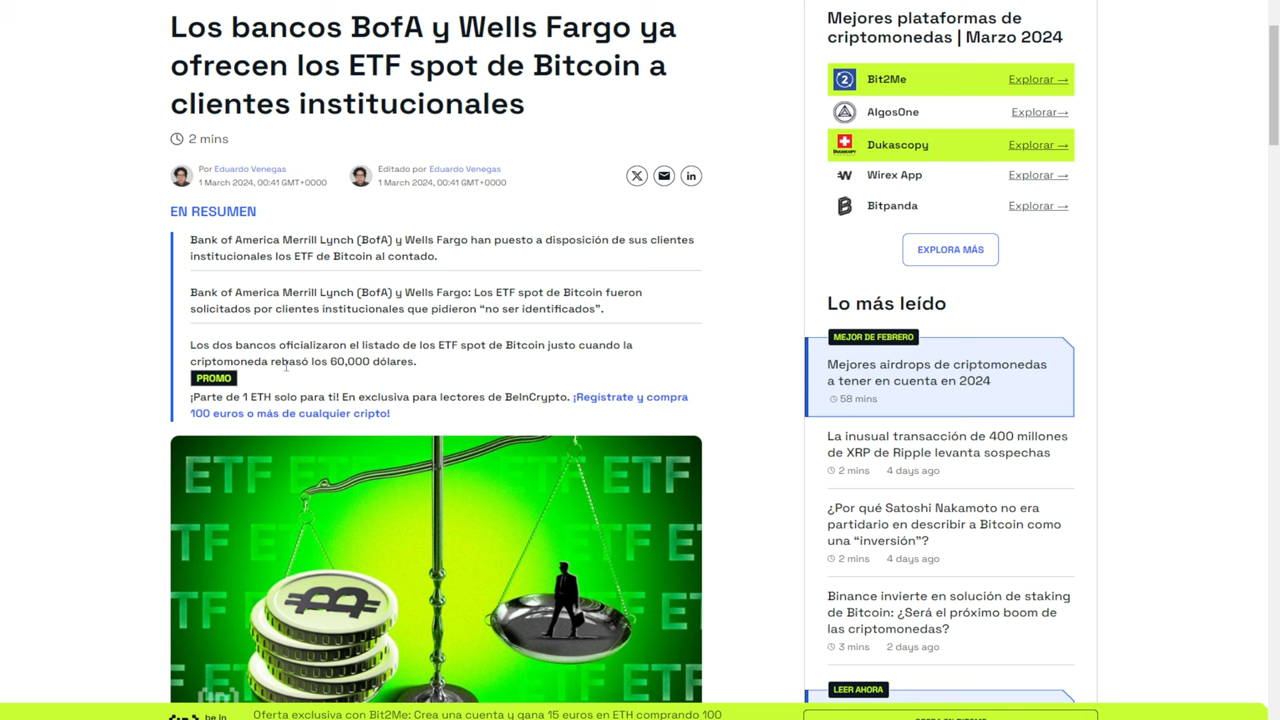 Los bancos BofA y Wells Fargo ya
ofrecen los ETF spot de Bitcoin a
clientes institucionales
2 mins
Por Eduardo Venegas
1 March 2024, 00:41 GMT+0000
Editado por Eduardo Venegas
1 March 2024, 00:41 GMT+0000
EN RESUMEN
Bank of America Merrill Lynch (BofA) y Wells Fargo han puesto a disposición de sus clientes
institucionales los ETF de Bitcoin al contado.
Bank of America Merrill Lynch (BofA) y Wells Fargo: Los ETF spot de Bitcoin fueron
solicitados por clientes institucionales que pidieron “no ser identificados”.
Los dos bancos oficializaron el listado de los ETF spot de Bitcoin justo cuando la
criptomoneda rebasó los 60,000 dólares.
PROMO
¡Parte de 1 ETH solo para ti! En exclusiva para lectores de BeInCrypto. ¡Regístrate y compra
100 euros o más de cualquier cripto!
ETF ETF ETF ETF
TF ETF
ETF
TF
Mejores plataformas de
criptomonedas | Marzo 2024
Bit2Me Explorar →
AlgosOne Explorar→
DUKASCOPY
Dukascopy Explorar →
Wirex App Explorar →
Bitpanda Explorar →
EXPLORA MÁS
Lo más leído
MEJOR DE FEBRERO
Mejores airdrops de criptomonedas
a tener en cuenta en 2024
58 mins
La inusual transacción de 400 millones
de XRP de Ripple levanta sospechas
2 mins 4 days ago
¿Por qué Satoshi Nakamoto no era
partidario en describir a Bitcoin como
una “inversión”?
2 mins 4 days ago
Binance invierte en solución de staking
de Bitcoin: ¿Será el próximo boom de
las criptomonedas?
3 mins 2 days ago
LEER AHORA
be in
Oferta exclusiva con Bit2Me: Crea una cuenta y gana 15 euros en ETH comprando 100